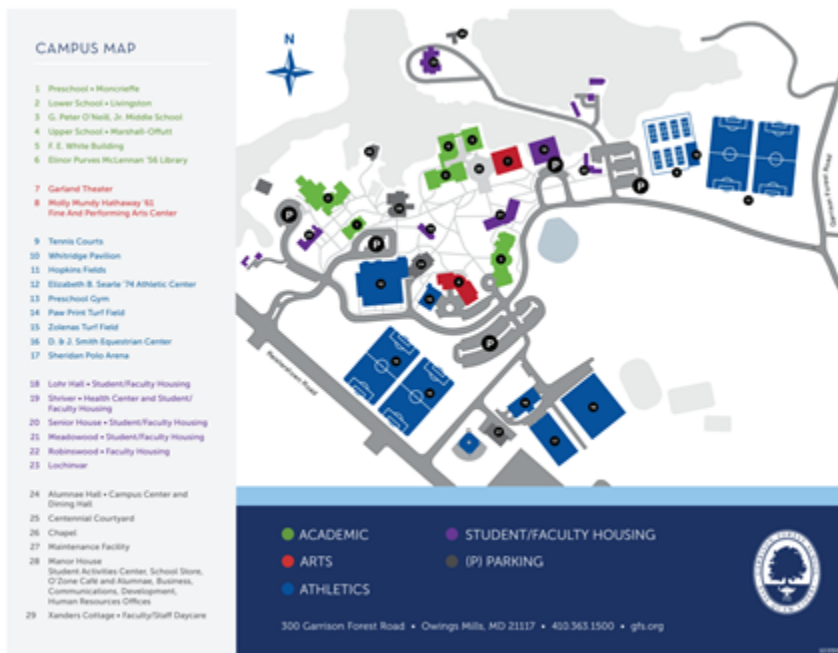 CAMPUS MAP
1 Preschool • Moncrieffe
2 Lower School • Livingston
3 G. Peter O'Neill, Jr. Middle School
4 Upper School • Marshall-Offutt
5 F. E. White Building
6 Elinor Purves McLennan '56 Library
7 Garland Theater
8 Molly Mundy Hathaway '61
Fine And Performing Arts Center
9 Tennis Courts
10 Whitridge Pavilion
11 Hopkins Fields
12 Elizabeth B. Searle '74 Athletic Center
13 Preschool Gym
14 Paw Print Turf Field
15 Zolenas Turf Field
16 D. & J. Smith Equestrian Center
17 Sheridan Polo Arena
18 Lohr Hall • Student/Faculty Housing
19 Shriver • Health Center and Student/
Faculty Housing
20 Senior House • Student/Faculty Housing
21 Meadowood • Student/Faculty Housing
22 Robinswood • Faculty Housing
23 Lochinvar
24 Alumnae Hall • Campus Center and
Dining Hall
25 Centennial Courtyard
26 Chapel
27 Maintenance Facility
28 Manor House
Student Activities Center, School Store,
O'Zone Café and Alumnae, Business,
Communications, Development,
Human Resources Offices
29 Xanders Cottage • Faculty/Staff Daycare
N
P
P
P
P
P
Garrison Forest Road
Reisterstown Road
ACADEMIC
ARTS
ATHLETICS
STUDENT/FACULTY HOUSING
(P) PARKING
300 Garrison Forest Road • Owings Mills, MD 21117 • 410.363.1500 • gfs.org